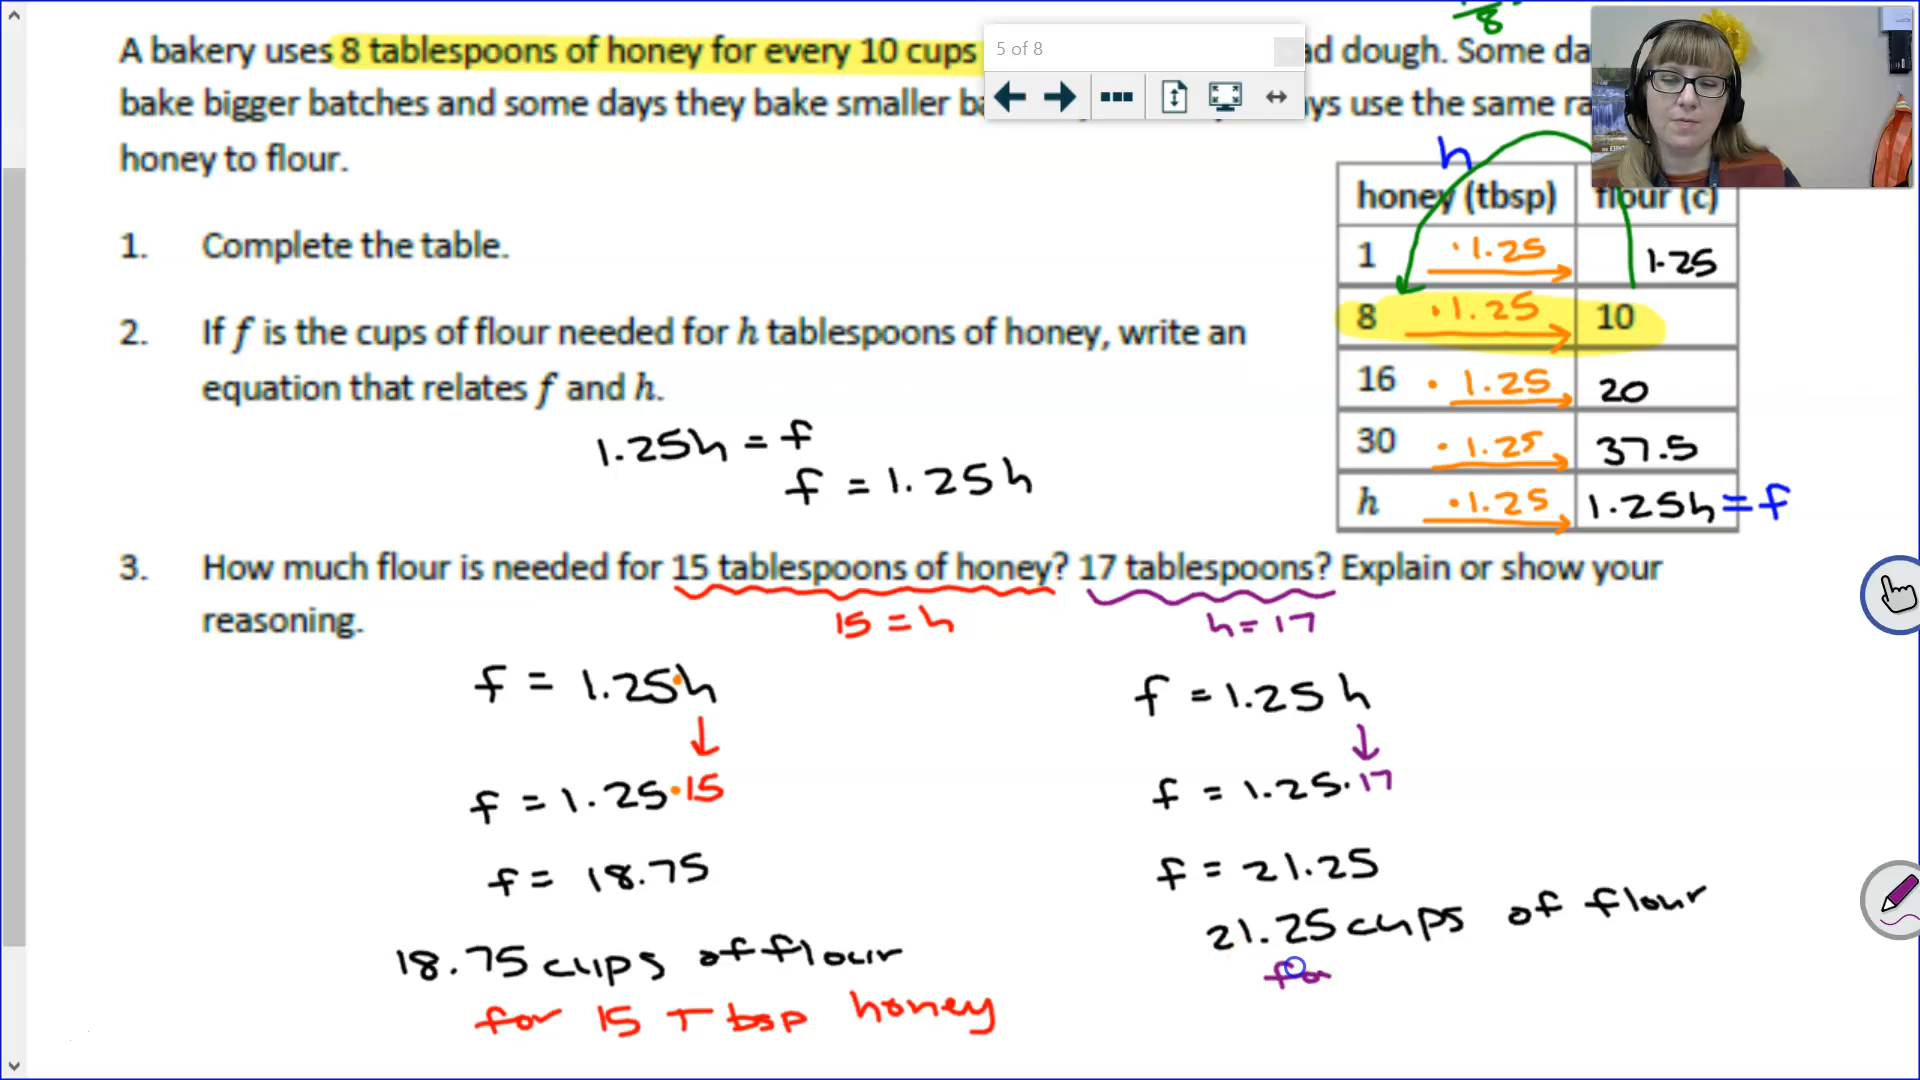 A bakery uses 8 tablespoons of honey for every 10 cups
ad dough. Some da
bake bigger batches and some days they bake smaller ba
ys use the same ra
honey to flour.
5 of 8
8
h
honey (tbsp) flour (c)
1 ·1.25 1.25
8 ·1.25 10
16 ·1.25 20
30 ·1.25 37.5
h ·1.25 1.25h = f
1. Complete the table.
2. If f is the cups of flour needed for h tablespoons of honey, write an
equation that relates f and h.
1.25h = f
f = 1.25h
3. How much flour is needed for 15 tablespoons of honey? 17 tablespoons? Explain or show your
reasoning.
15 = h
h = 17
f = 1.25·h
f = 1.25·15
f = 18.75
18.75 cups of flour
for 15 Tbsp honey
f = 1.25h
f = 1.25·17
f = 21.25
21.25 cups of flour
for